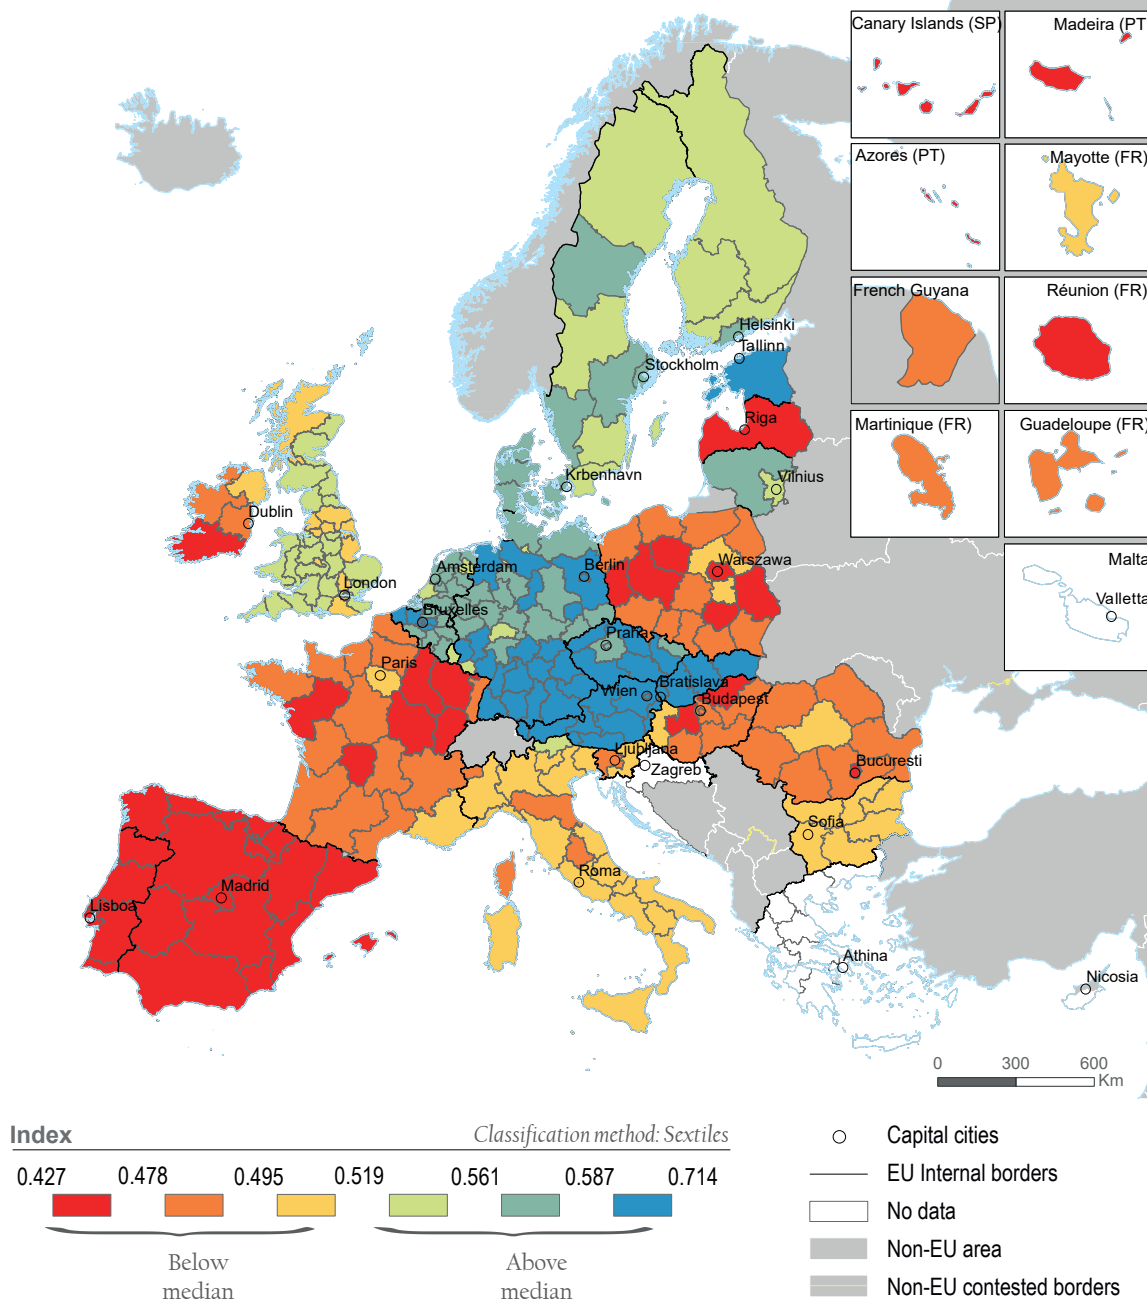 Canary Islands (SP)
Madeira (PT
Azores (PT)
Mayotte (FR)
French Guyana
Réunion (FR)
Martinique (FR)
Guadeloupe (FR)
Malta
Valletta
Helsinki
Tallinn
Stockholm
Riga
Krbenhavn
Vilnius
Dublin
Amsterdam
Berlin
Warszawa
London
Bruxelles
Praha
Paris
Wien
Bratislava
Budapest
Ljubljana
Zagreb
Bucuresti
Sofia
Roma
Madrid
Lisboa
Athina
Nicosia
0 300 600
Km
Index
Classification method: Sextiles
0.427 0.478 0.495 0.519 0.561 0.587 0.714
Below
median
Above
median
Capital cities
EU Internal borders
No data
Non-EU area
Non-EU contested borders